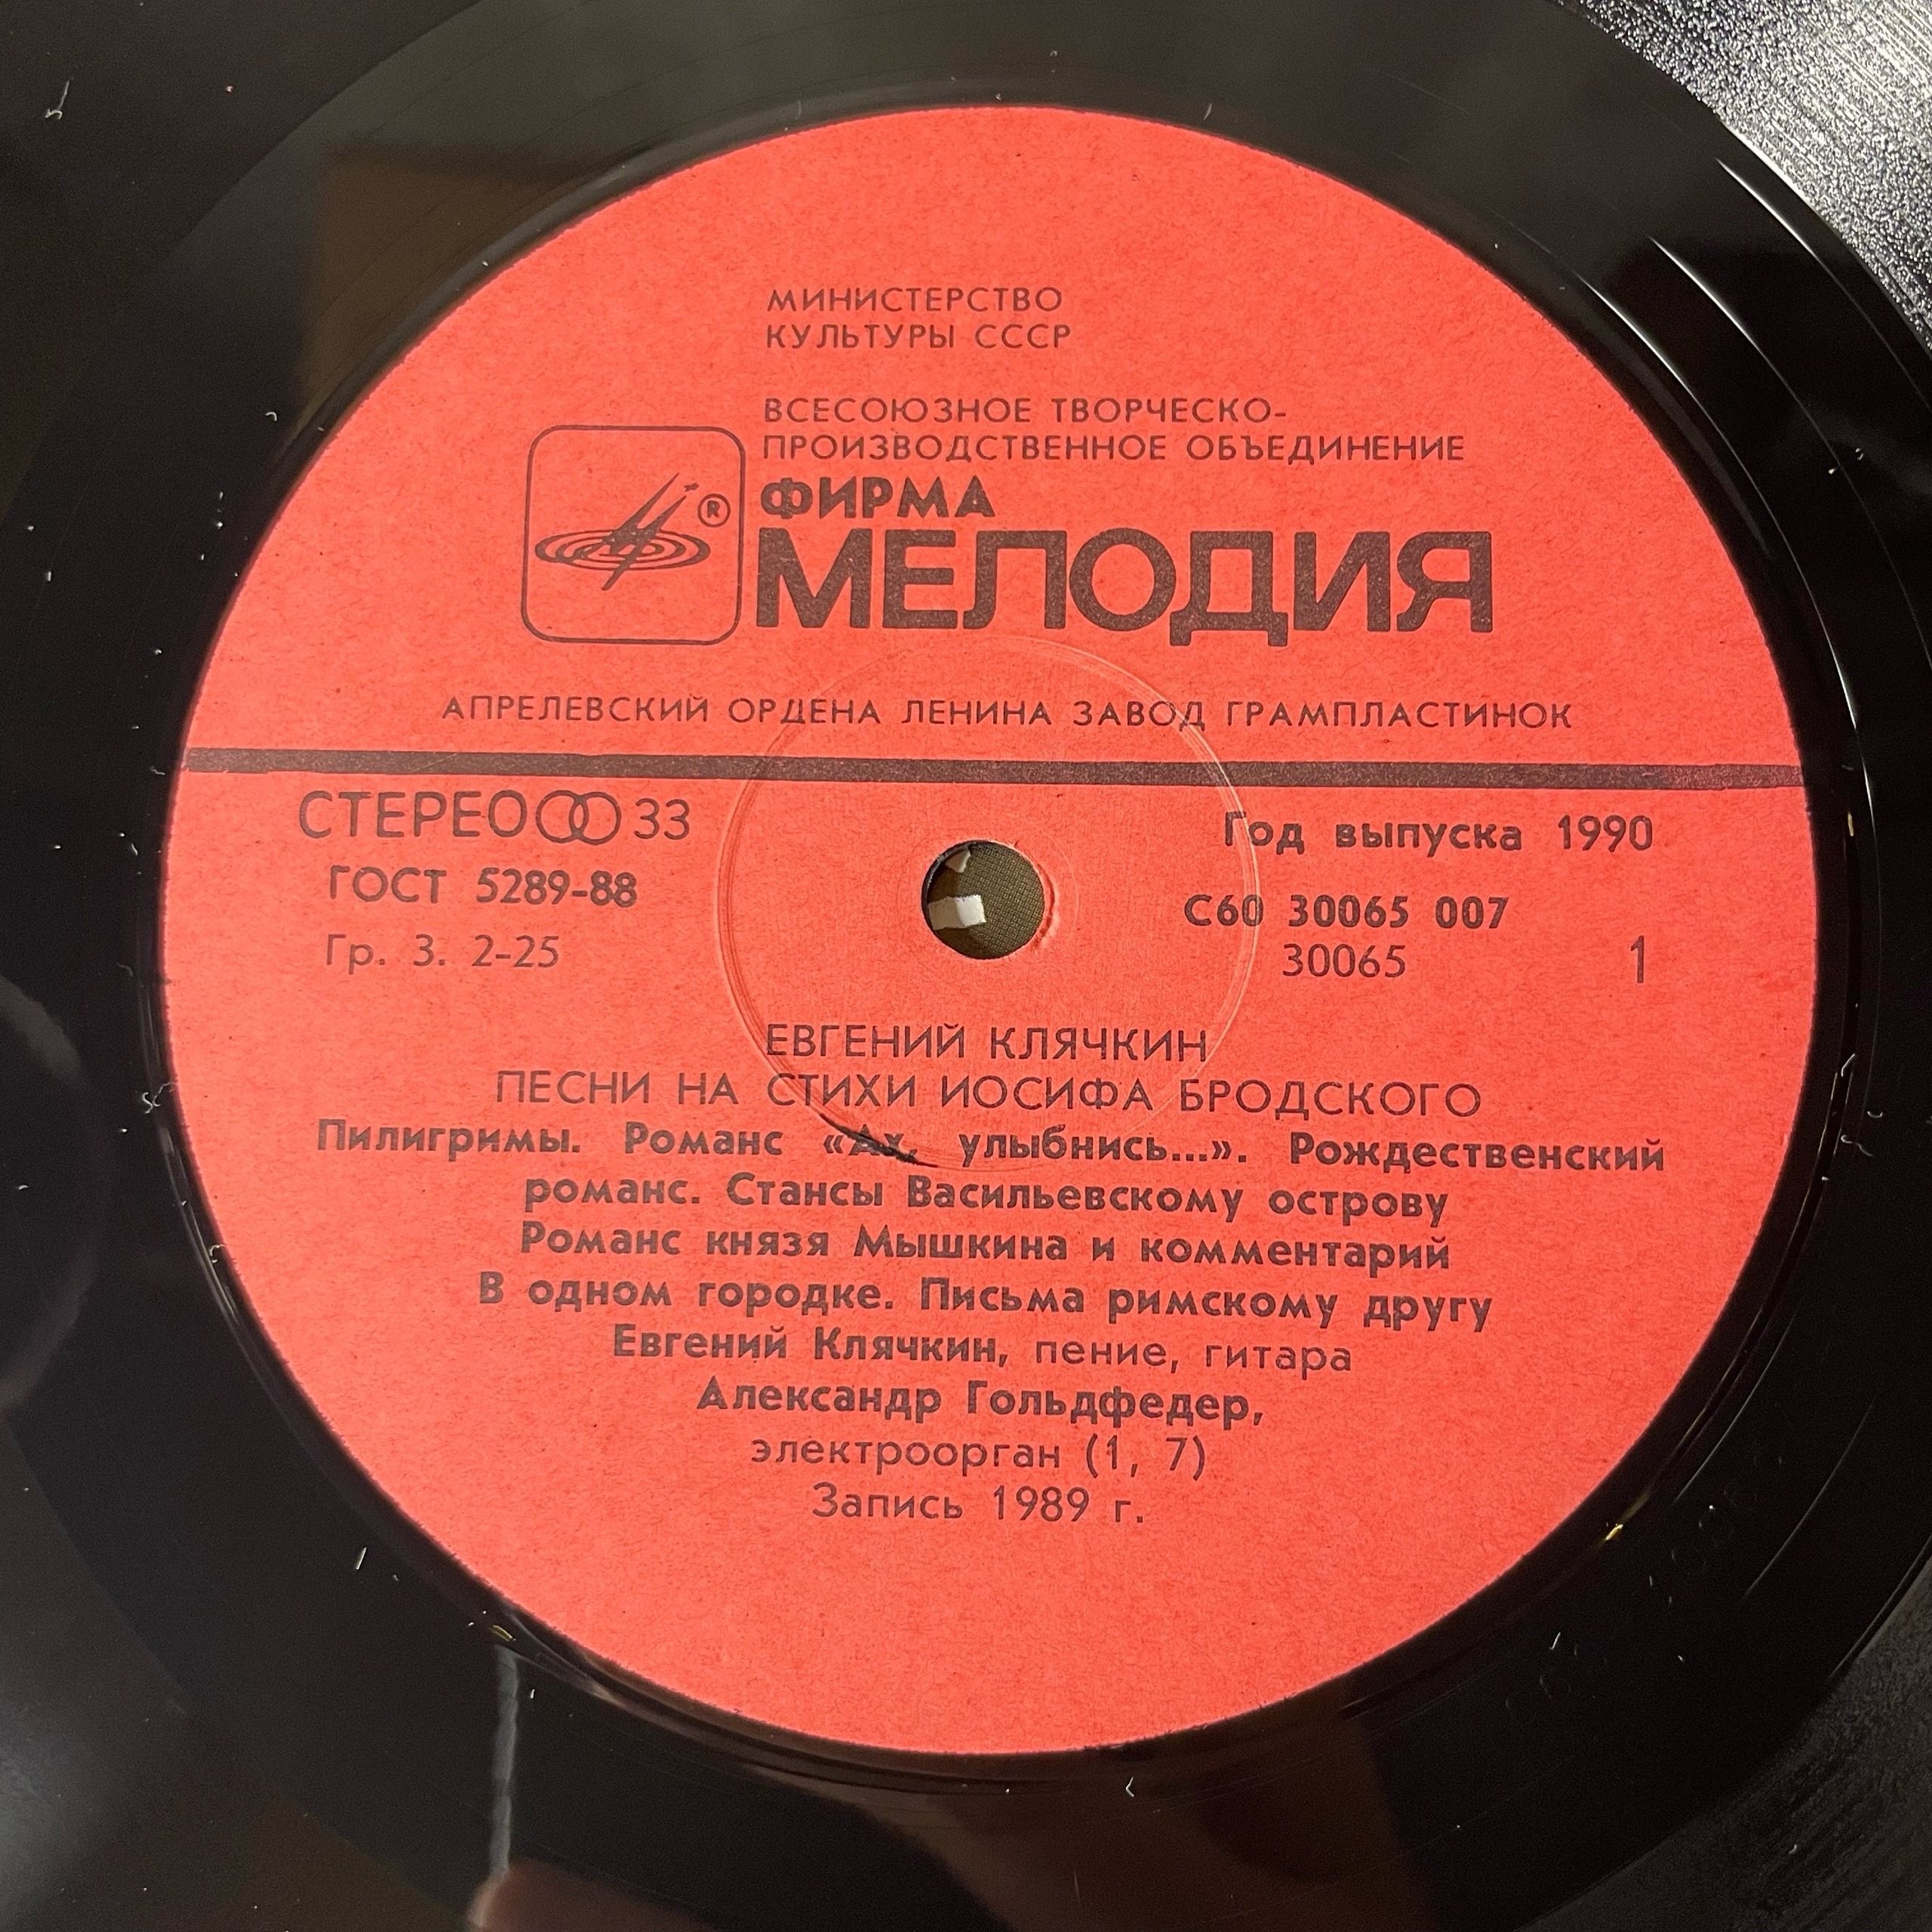 МИНИСТЕРСТВО
КУЛЬТУРЫ СССР
ВСЕСОЮЗНОЕ ТВОРЧЕСКО-
ПРОИЗВОДСТВЕННОЕ ОБЪЕДИНЕНИЕ
® ФИРМА
МЕЛОДИЯ
АПРЕЛЕВСКИЙ ОРДЕНА ЛЕНИНА ЗАВОД ГРАМПЛАСТИНОК
СТЕРЕО 33
Год выпуска 1990
ГОСТ 5289-88
С60 30065 007
Гр. 3. 2-25
30065 1
ЕВГЕНИЙ КЛЯЧКИН
ПЕСНИ НА СТИХИ ИОСИФА БРОДСКОГО
Пилигримы. Романс «Ах, улыбнись...». Рождественский
романс. Стансы Васильевскому острову
Романс князя Мышкина и комментарий
В одном городке. Письма римскому другу
Евгений Клячкин, пение, гитара
Александр Гольдфедер,
электроорган (1, 7)
Запись 1989 г.